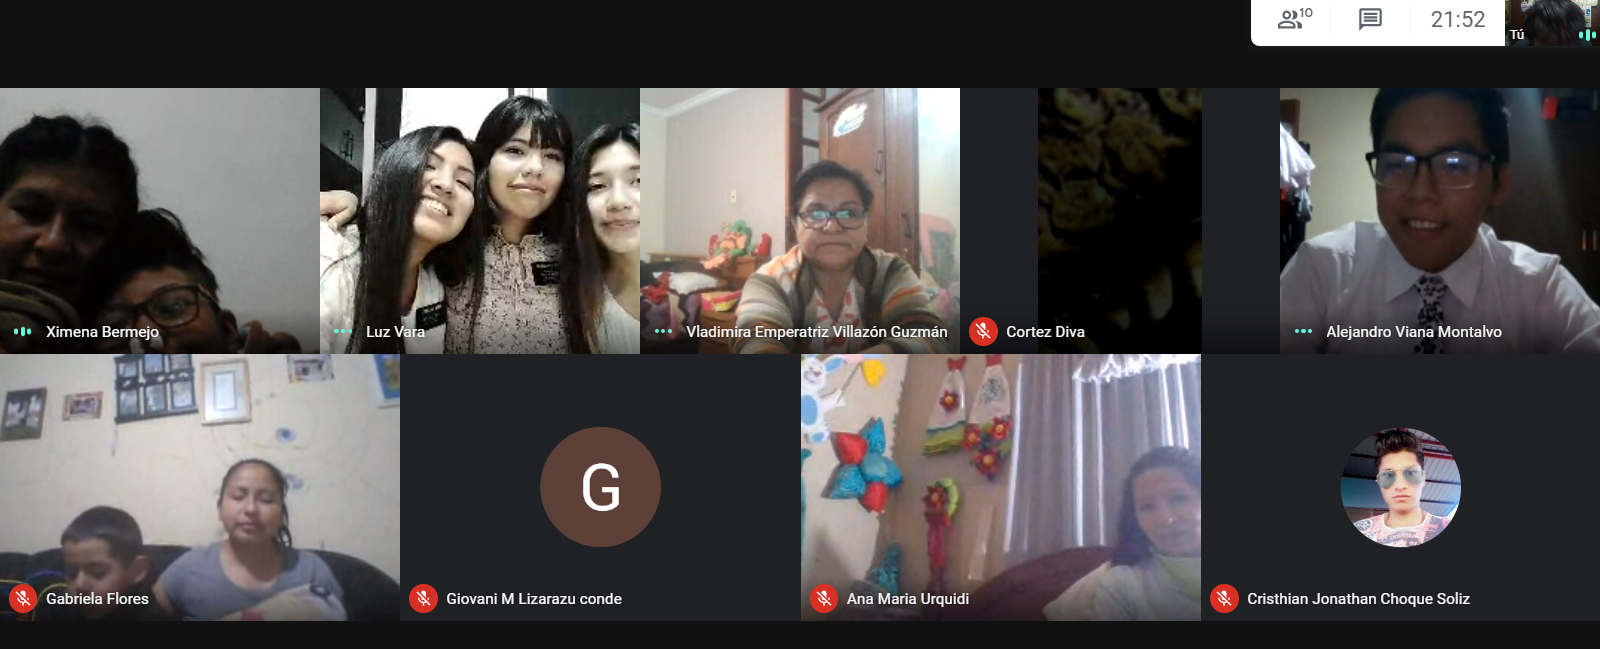 10
21:52
Tú
Ximena Bermejo
Luz Vara
Vladimira Emperatriz Villazón Guzmán
Cortez Diva
Alejandro Viana Montalvo
Gabriela Flores
G
Giovani M Lizarazu conde
Ana Maria Urquidi
Cristhian Jonathan Choque Soliz